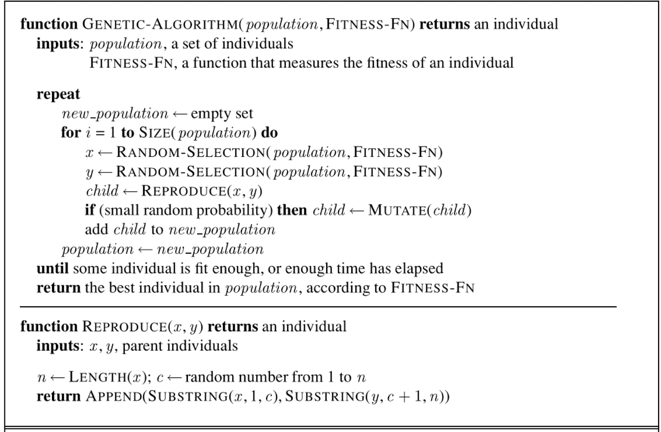 function GENETIC-ALGORITHM(population, FITNESS-FN) returns an individual
inputs: population, a set of individuals
FITNESS-FN, a function that measures the fitness of an individual
repeat
new_population ← empty set
for i = 1 to SIZE(population) do
x ← RANDOM-SELECTION(population, FITNESS-FN)
y ← RANDOM-SELECTION(population, FITNESS-FN)
child ← REPRODUCE(x, y)
if (small random probability) then child ← MUTATE(child)
add child to new_population
population ← new_population
until some individual is fit enough, or enough time has elapsed
return the best individual in population, according to FITNESS-FN
function REPRODUCE(x, y) returns an individual
inputs: x, y, parent individuals
n ← LENGTH(x); c ← random number from 1 to n
return APPEND(SUBSTRING(x, 1, c), SUBSTRING(y, c + 1, n))